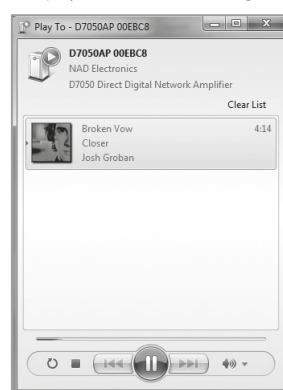 Play To - D7050AP 00EBC8
D7050AP 00EBC8
NAD Electronics
D7050 Direct Digital Network Amplifier
Clear List
Broken Vow 4:14
Closer
Josh Groban